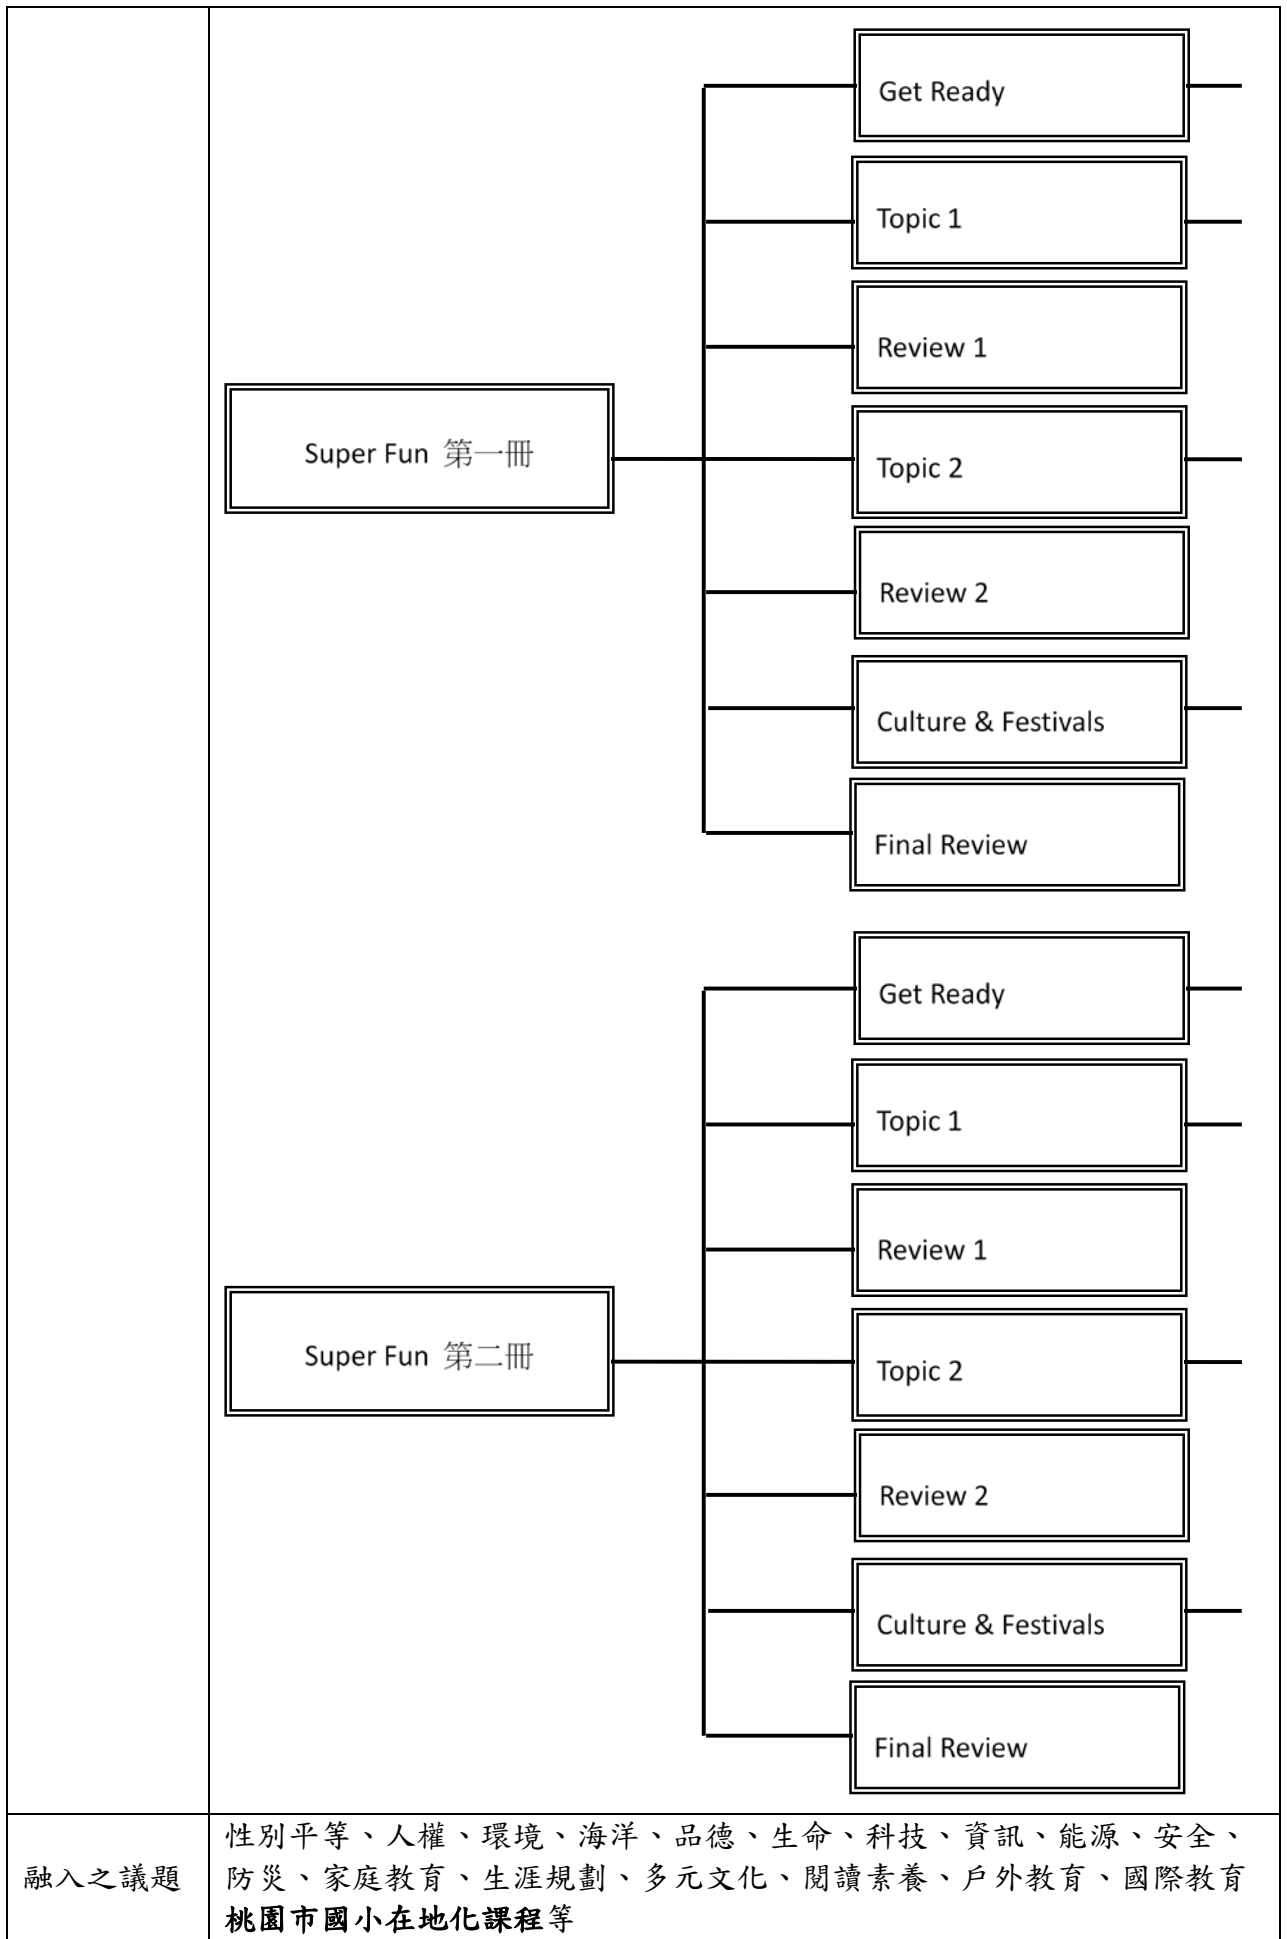 Get Ready
Topic 1
Review 1
Super Fun 第一冊
Topic 2
Review 2
Culture & Festivals
Final Review
Get Ready
Topic 1
Review 1
Super Fun 第二冊
Topic 2
Review 2
Culture & Festivals
Final Review
融入之議題
性別平等、人權、環境、海洋、品德、生命、科技、資訊、能源、安全、
防災、家庭教育、生涯規劃、多元文化、閱讀素養、戶外教育、國際教育
桃園市國小在地化課程等